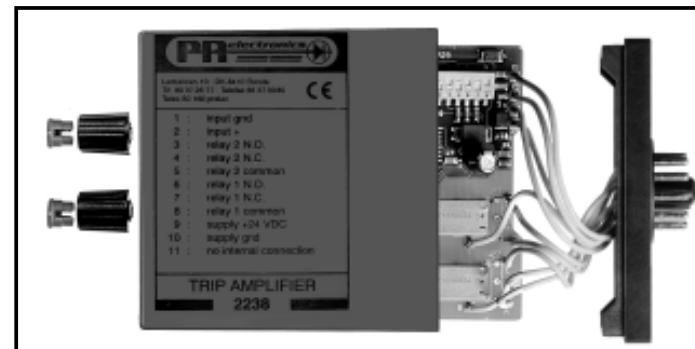 PR electronics
CE
1 : input gnd
2 : input +
3 : relay 2 N.O.
4 : relay 2 N.C.
5 : relay 2 common
6 : relay 1 N.O.
7 : relay 1 N.C.
8 : relay 1 common
9 : supply +24 VDC
10 : supply gnd
11 : no internal connection
TRIP AMPLIFIER
2238